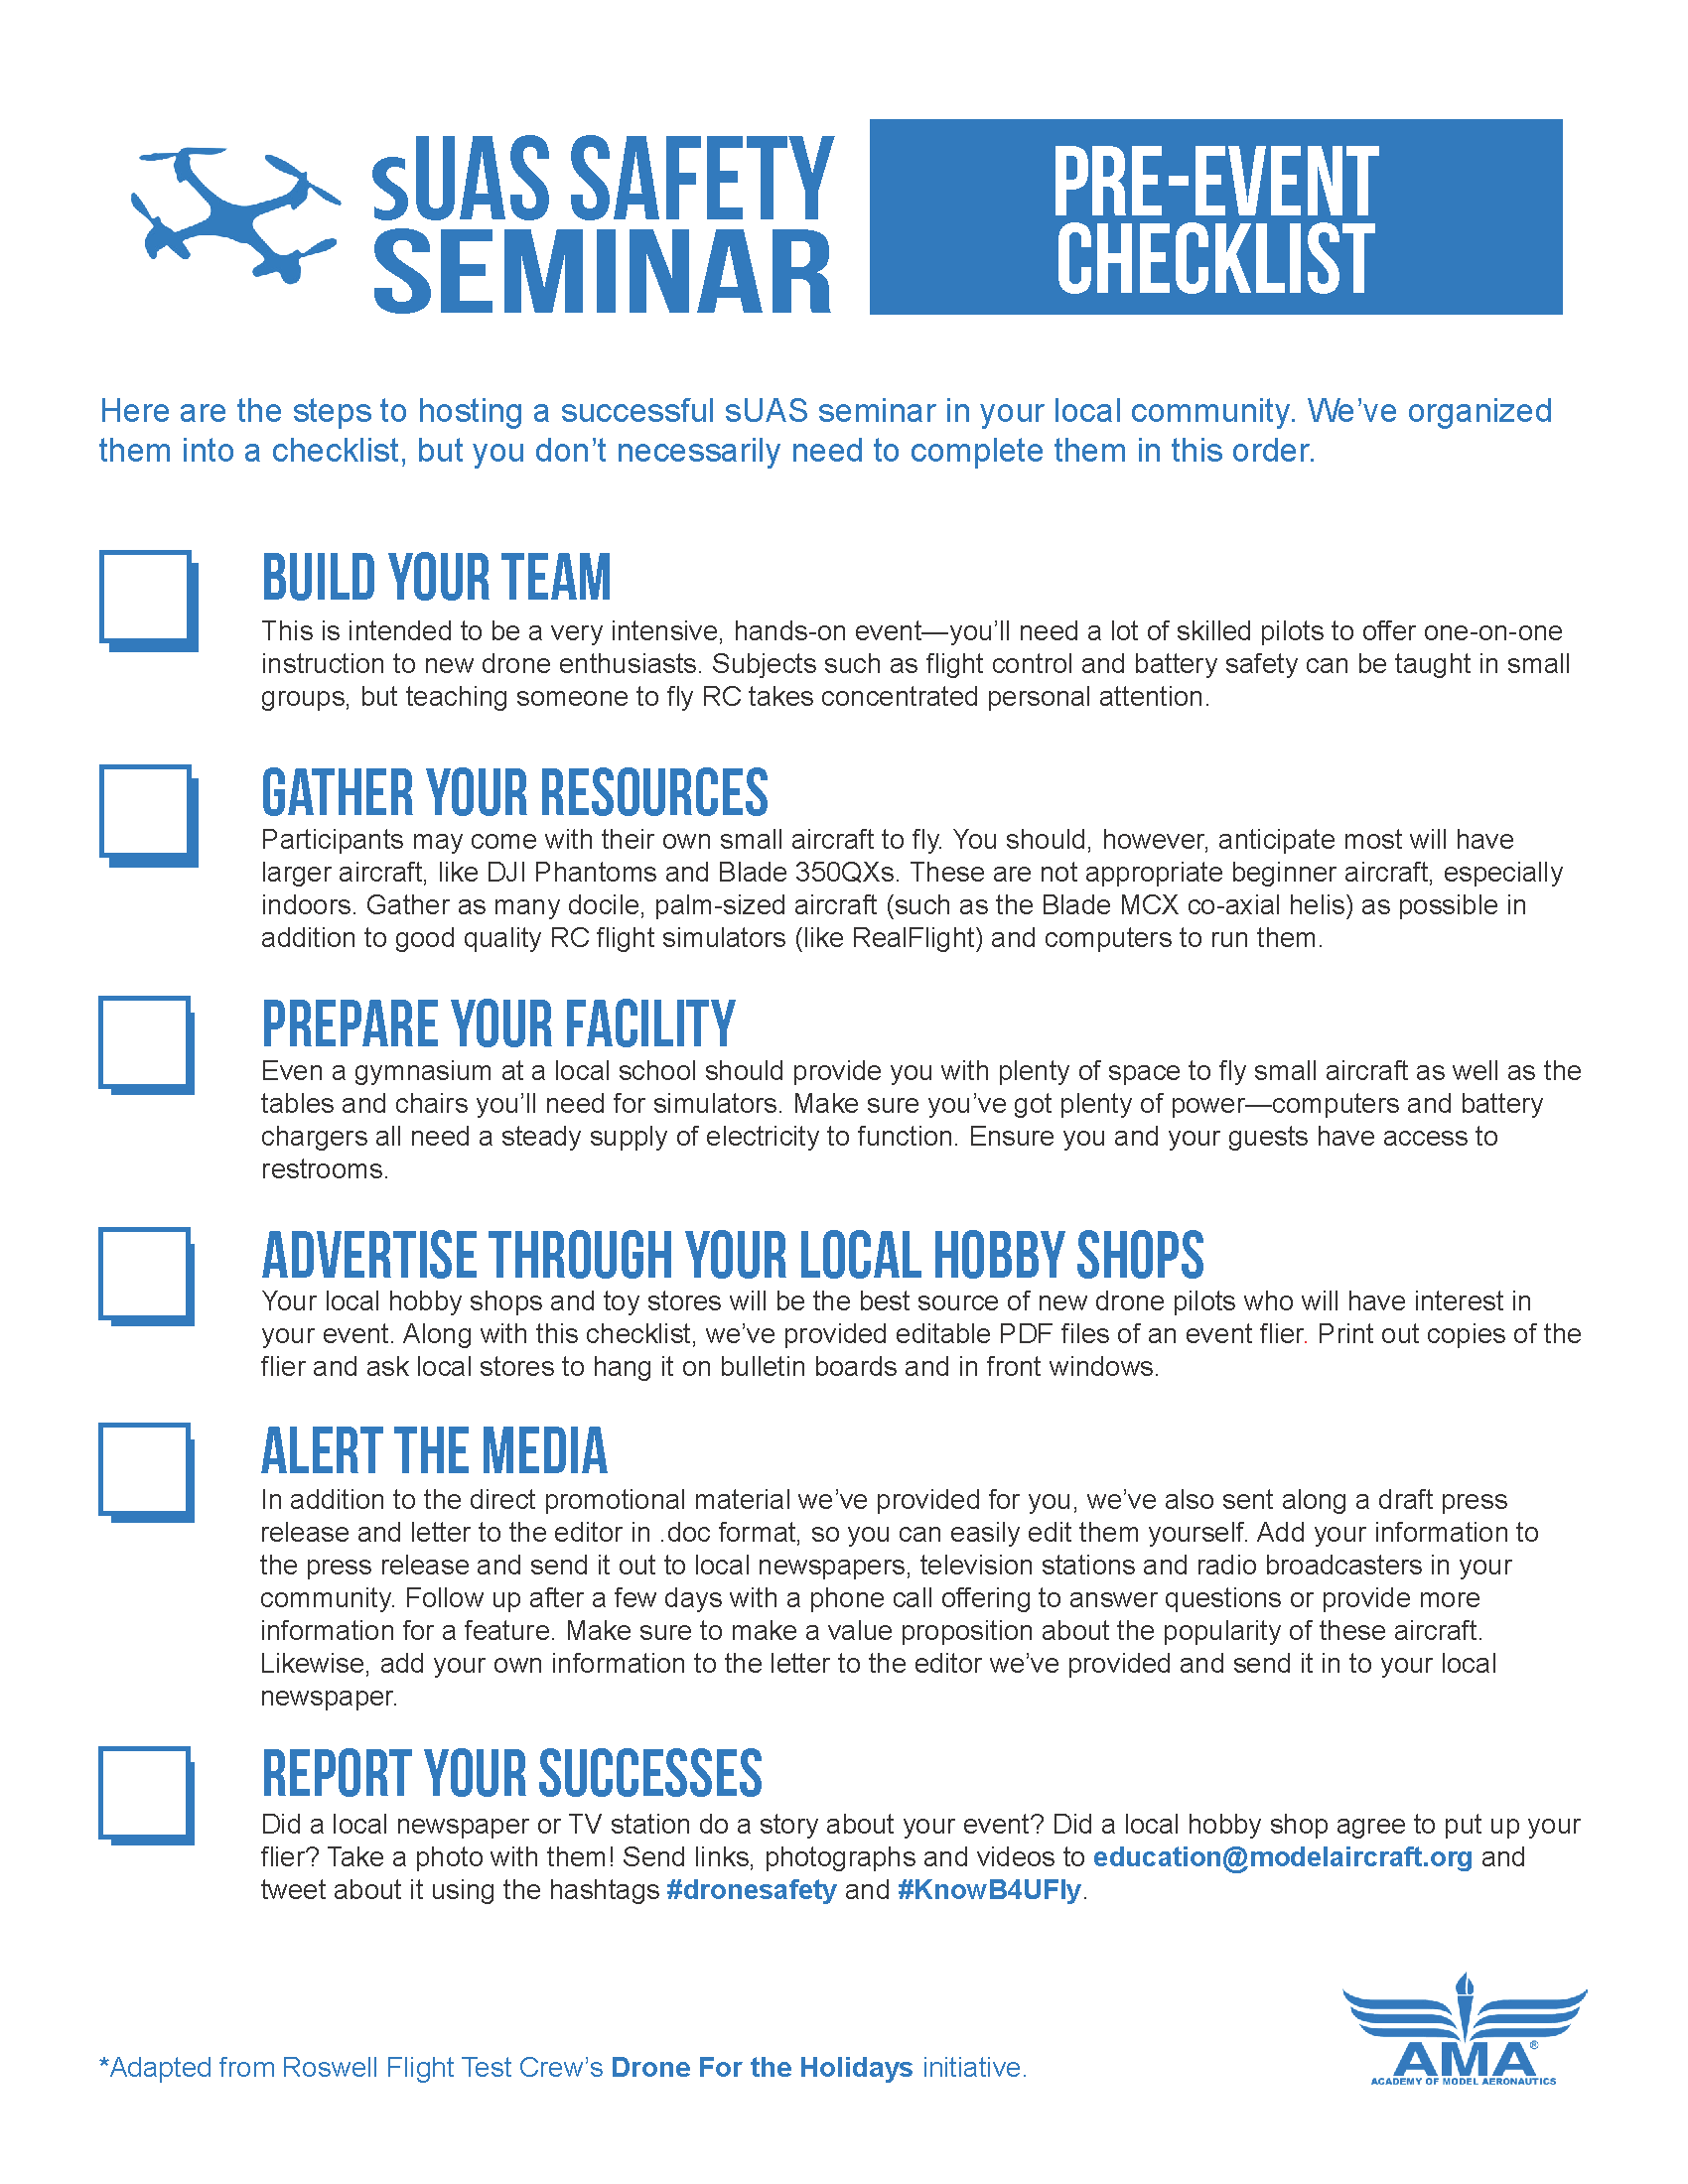 sUAS SAFETY
SEMINAR
PRE-EVENT
CHECKLIST
Here are the steps to hosting a successful sUAS seminar in your local community. We’ve organized
them into a checklist, but you don’t necessarily need to complete them in this order.
BUILD YOUR TEAM
This is intended to be a very intensive, hands-on event—you’ll need a lot of skilled pilots to offer one-on-one
instruction to new drone enthusiasts. Subjects such as flight control and battery safety can be taught in small
groups, but teaching someone to fly RC takes concentrated personal attention.
GATHER YOUR RESOURCES
Participants may come with their own small aircraft to fly. You should, however, anticipate most will have
larger aircraft, like DJI Phantoms and Blade 350QXs. These are not appropriate beginner aircraft, especially
indoors. Gather as many docile, palm-sized aircraft (such as the Blade MCX co-axial helis) as possible in
addition to good quality RC flight simulators (like RealFlight) and computers to run them.
PREPARE YOUR FACILITY
Even a gymnasium at a local school should provide you with plenty of space to fly small aircraft as well as the
tables and chairs you’ll need for simulators. Make sure you’ve got plenty of power—computers and battery
chargers all need a steady supply of electricity to function. Ensure you and your guests have access to
restrooms.
ADVERTISE THROUGH YOUR LOCAL HOBBY SHOPS
Your local hobby shops and toy stores will be the best source of new drone pilots who will have interest in
your event. Along with this checklist, we’ve provided editable PDF files of an event flier. Print out copies of the
flier and ask local stores to hang it on bulletin boards and in front windows.
ALERT THE MEDIA
In addition to the direct promotional material we’ve provided for you, we’ve also sent along a draft press
release and letter to the editor in .doc format, so you can easily edit them yourself. Add your information to
the press release and send it out to local newspapers, television stations and radio broadcasters in your
community. Follow up after a few days with a phone call offering to answer questions or provide more
information for a feature. Make sure to make a value proposition about the popularity of these aircraft.
Likewise, add your own information to the letter to the editor we’ve provided and send it in to your local
newspaper.
REPORT YOUR SUCCESSES
Did a local newspaper or TV station do a story about your event? Did a local hobby shop agree to put up your
flier? Take a photo with them! Send links, photographs and videos to education@modelaircraft.org and
tweet about it using the hashtags #dronesafety and #KnowB4UFly.
*Adapted from Roswell Flight Test Crew’s Drone For the Holidays initiative.
AMA®
ACADEMY OF MODEL AERONAUTICS